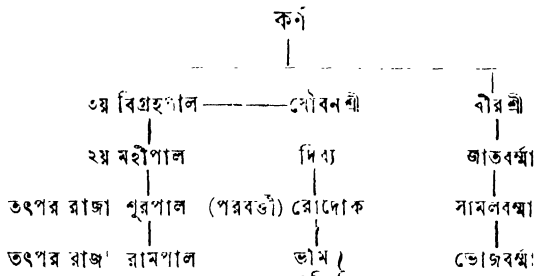 কর্ণ
৩য় বিগ্রহপাল যৌবনশ্রী বীরশ্রী
২য় মহীপাল দিব্য জাতবর্ম্মা
তৎপর রাজা শূরপাল (পরবর্ত্তী) রোদোক সামলবর্ম্মা
তৎপর রাজা রামপাল ভীম ভোজবর্ম্মা